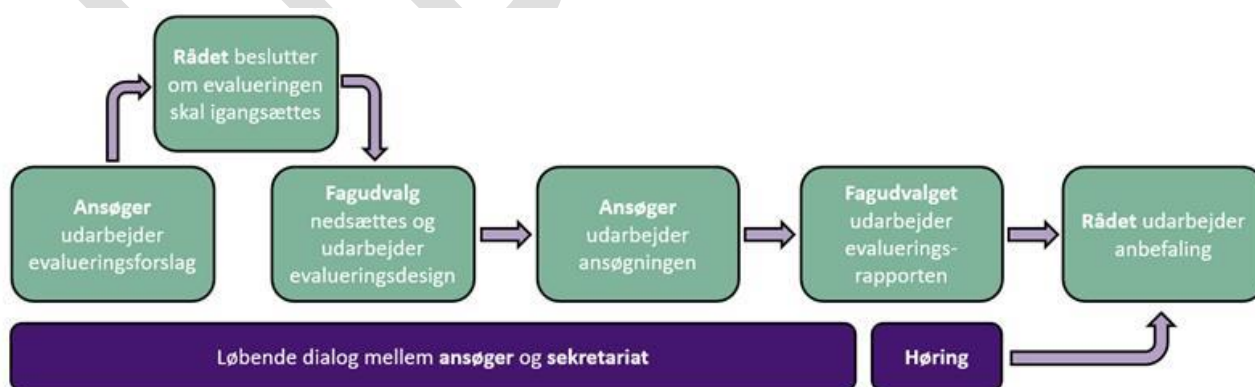 Rådet beslutter
om evalueringen
skal igangsættes
Ansøger
udarbejder
evalueringsforslag
Fagudvalg
nedsættes og
udarbejder
evalueringsdesign
Ansøger
udarbejder
ansøgningen
Fagudvalget
udarbejder
evaluerings-
rapporten
Rådet udarbejder
anbefaling
Løbende dialog mellem ansøger og sekretariat
Høring